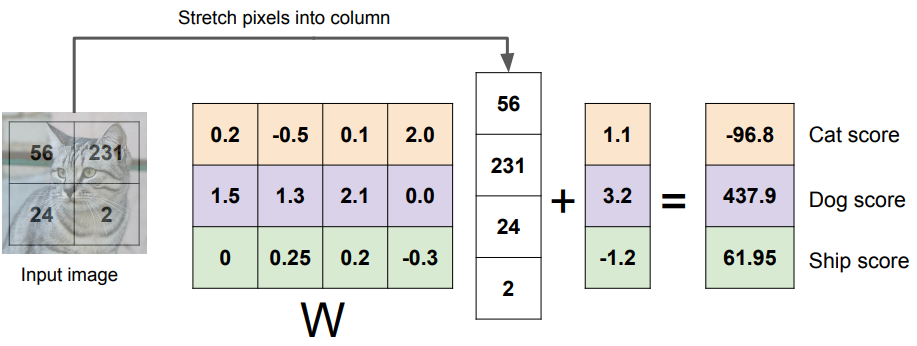 Stretch pixels into column
56 231
24 2
Input image
0.2 -0.5 0.1 2.0
1.5 1.3 2.1 0.0
0 0.25 0.2 -0.3
W
56
231
24
2
+
1.1
3.2
-1.2
=
-96.8 Cat score
437.9 Dog score
61.95 Ship score